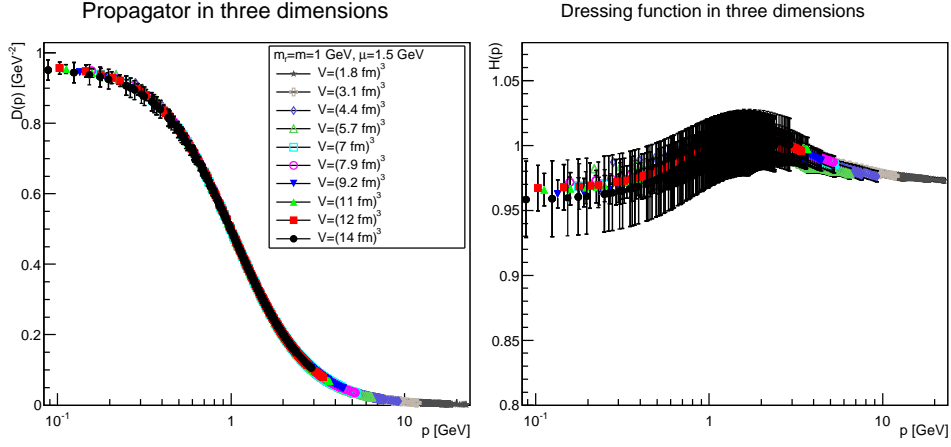 Propagator in three dimensions
D(p) [GeV⁻²]
1
0.8
0.6
0.4
0.2
0
10⁻¹
1
10
p [GeV]
mᵣ=m=1 GeV, μ=1.5 GeV
V=(1.8 fm)³
V=(3.1 fm)³
V=(4.4 fm)³
V=(5.7 fm)³
V=(7 fm)³
V=(7.9 fm)³
V=(9.2 fm)³
V=(11 fm)³
V=(12 fm)³
V=(14 fm)³
Dressing function in three dimensions
H(p)
1.05
1
0.95
0.9
0.85
0.8
10⁻¹
1
10
p [GeV]